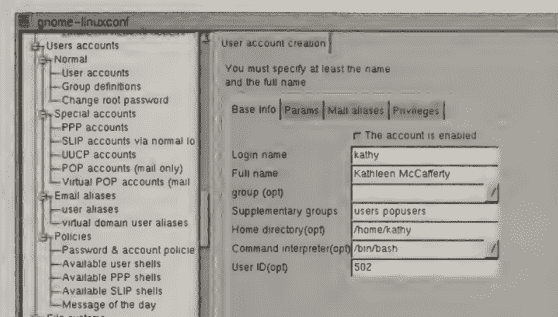 gnome-linuxconf
Users accounts
Normal
User accounts
Group definitions
Change root password
Special accounts
PPP accounts
SLIP accounts via normal lo
UUCP accounts
POP accounts (mail only)
Virtual POP accounts (mail
Email aliases
user aliases
virtual domain user aliases
Policies
Password & account policie
Available user shells
Available PPP shells
Available SLIP shells
Message of the day
User account creation
You must specify at least the name
and the full name
Base info Params Mail aliases Privileges
The account is enabled
Login name kathy
Full name Kathleen McCafferty
group (opt)
Supplementary groups users popusers
Home directory(opt) /home/kathy
Command interpreter(opt) /bin/bash
User ID(opt) 502